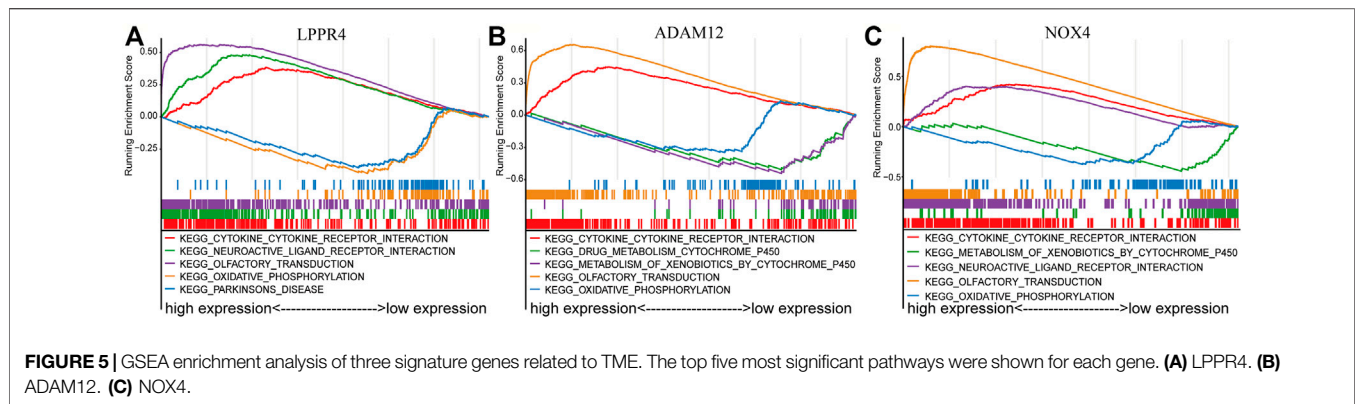 A
LPPR4
Running Enrichment Score
0.50
0.25
0.00
-0.25
KEGG_CYTOKINE_CYTOKINE_RECEPTOR_INTERACTION
KEGG_NEUROACTIVE_LIGAND_RECEPTOR_INTERACTION
KEGG_OLFACTORY_TRANSDUCTION
KEGG_OXIDATIVE_PHOSPHORYLATION
KEGG_PARKINSONS_DISEASE
high expression<-------------------->low expression
B
ADAM12
Running Enrichment Score
0.6
0.3
0.0
-0.3
-0.6
KEGG_CYTOKINE_CYTOKINE_RECEPTOR_INTERACTION
KEGG_DRUG_METABOLISM_CYTOCHROME_P450
KEGG_METABOLISM_OF_XENOBIOTICS_BY_CYTOCHROME_P450
KEGG_OLFACTORY_TRANSDUCTION
KEGG_OXIDATIVE_PHOSPHORYLATION
high expression<-------------------->low expression
C
NOX4
Running Enrichment Score
0.5
0.0
-0.5
KEGG_CYTOKINE_CYTOKINE_RECEPTOR_INTERACTION
KEGG_METABOLISM_OF_XENOBIOTICS_BY_CYTOCHROME_P450
KEGG_NEUROACTIVE_LIGAND_RECEPTOR_INTERACTION
KEGG_OLFACTORY_TRANSDUCTION
KEGG_OXIDATIVE_PHOSPHORYLATION
high expression<-------------------->low expression
FIGURE 5 | GSEA enrichment analysis of three signature genes related to TME. The top five most significant pathways were shown for each gene. (A) LPPR4. (B)
ADAM12. (C) NOX4.